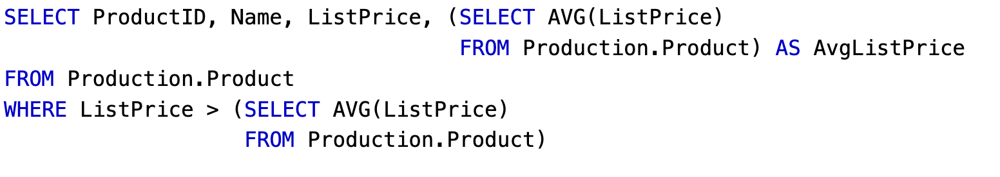 SELECT ProductID, Name, ListPrice, (SELECT AVG(ListPrice)
FROM Production.Product) AS AvgListPrice
FROM Production.Product
WHERE ListPrice > (SELECT AVG(ListPrice)
FROM Production.Product)